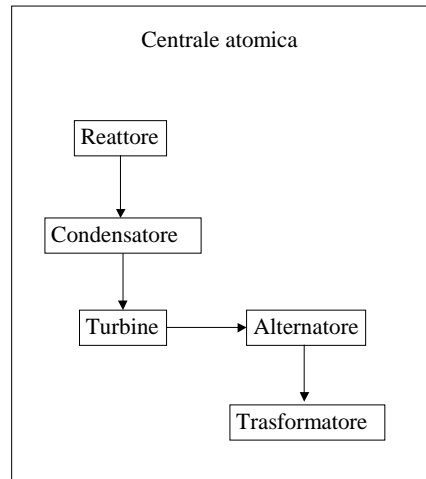 Centrale atomica
Reattore
Condensatore
Turbine
Alternatore
Trasformatore